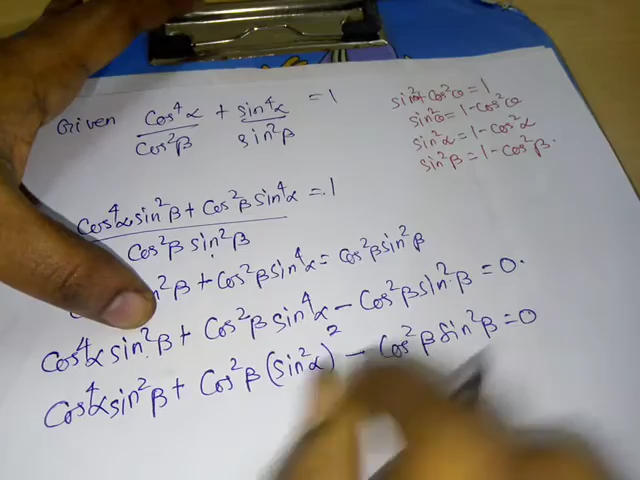 Given cos⁴α/cos²β + sin⁴α/sin²β = 1
cos⁴α sin²β + cos²β sin⁴α / cos²β sin²β = 1
n²β + cos²β sin⁴α = cos²β sin²β
cos⁴α sin²β + cos²β sin⁴α − cos²β sin²β = 0.
cos⁴α sin²β + cos²β (sin²α)² − cos²β sin²β = 0
sin²θ + cos²θ = 1
sin²θ = 1 − cos²θ
sin²α = 1 − cos²α
sin²β = 1 − cos²β.